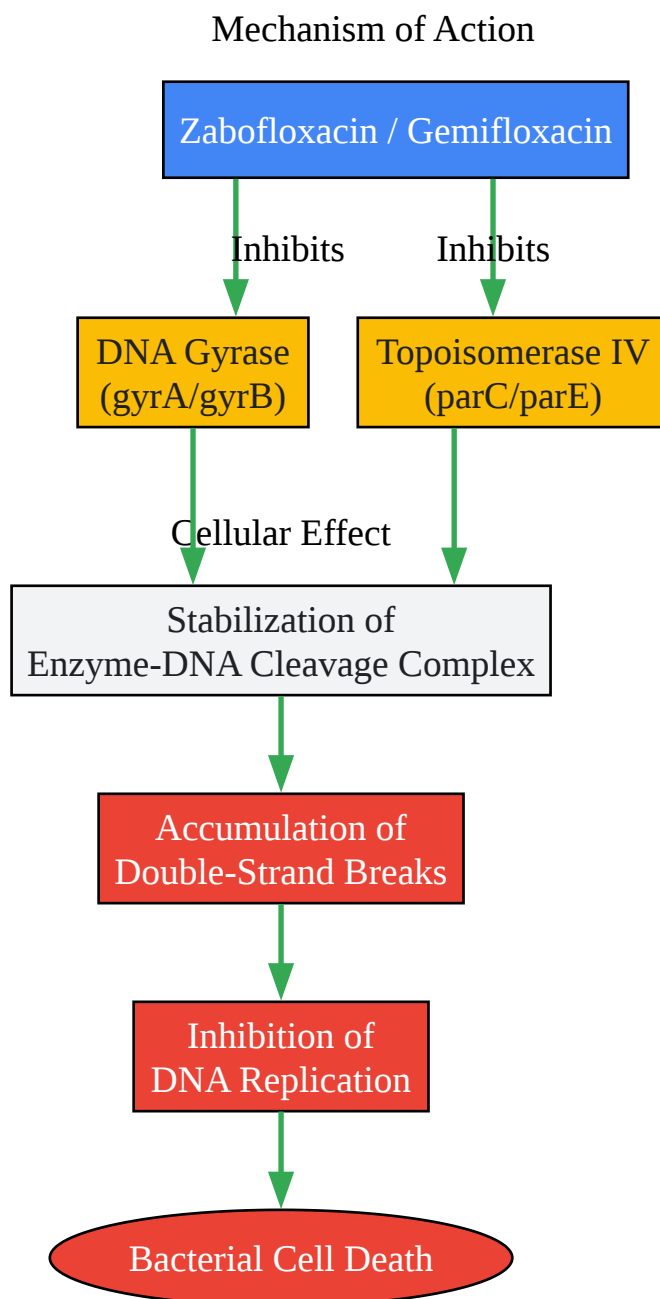 Mechanism of Action
Zabofloxacin / Gemifloxacin
Inhibits
Inhibits
DNA Gyrase
(gyrA/gyrB)
Topoisomerase IV
(parC/parE)
Cellular Effect
Stabilization of
Enzyme-DNA Cleavage Complex
Accumulation of
Double-Strand Breaks
Inhibition of
DNA Replication
Bacterial Cell Death